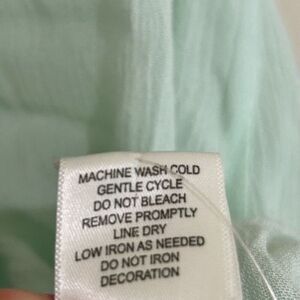 MACHINE WASH COLD
GENTLE CYCLE
DO NOT BLEACH
REMOVE PROMPTLY
LINE DRY
LOW IRON AS NEEDED
DO NOT IRON
DECORATION